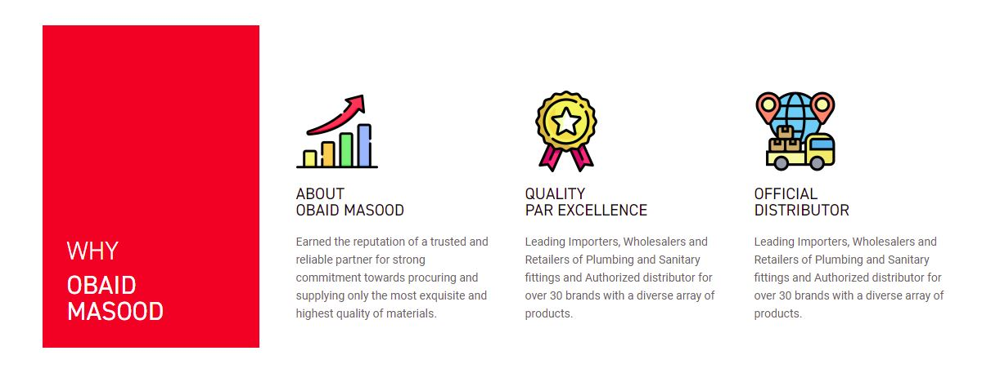 WHY
OBAID
MASOOD
ABOUT
OBAID MASOOD
Earned the reputation of a trusted and
reliable partner for strong
commitment towards procuring and
supplying only the most exquisite and
highest quality of materials.
QUALITY
PAR EXCELLENCE
Leading Importers, Wholesalers and
Retailers of Plumbing and Sanitary
fittings and Authorized distributor for
over 30 brands with a diverse array of
products.
OFFICIAL
DISTRIBUTOR
Leading Importers, Wholesalers and
Retailers of Plumbing and Sanitary
fittings and Authorized distributor for
over 30 brands with a diverse array of
products.